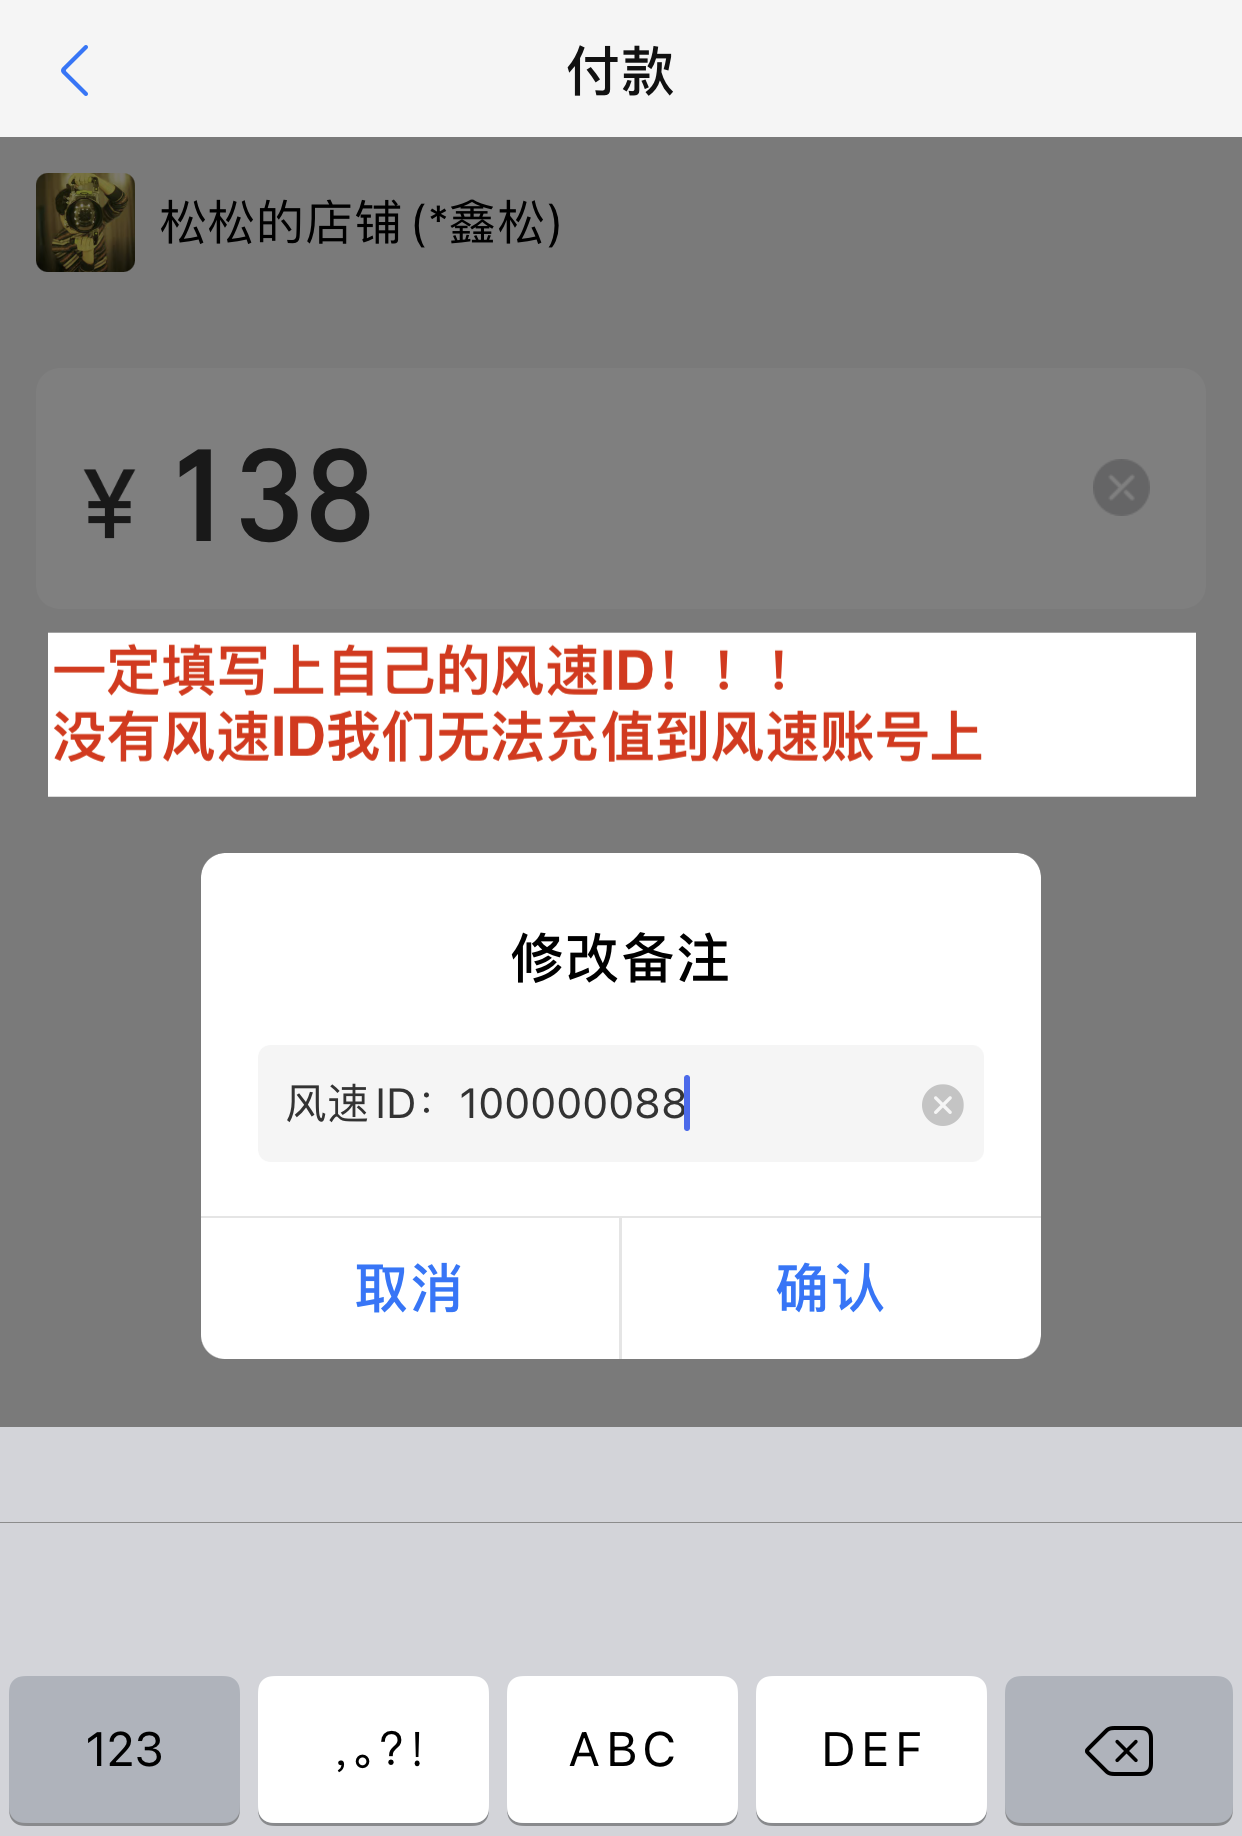 付款
松松的店铺(*鑫松)
¥ 138
一定填写上自己的风速ID！！！
没有风速ID我们无法充值到风速账号上
修改备注
风速ID：100000088
取消 确认
123 ,。?! ABC DEF